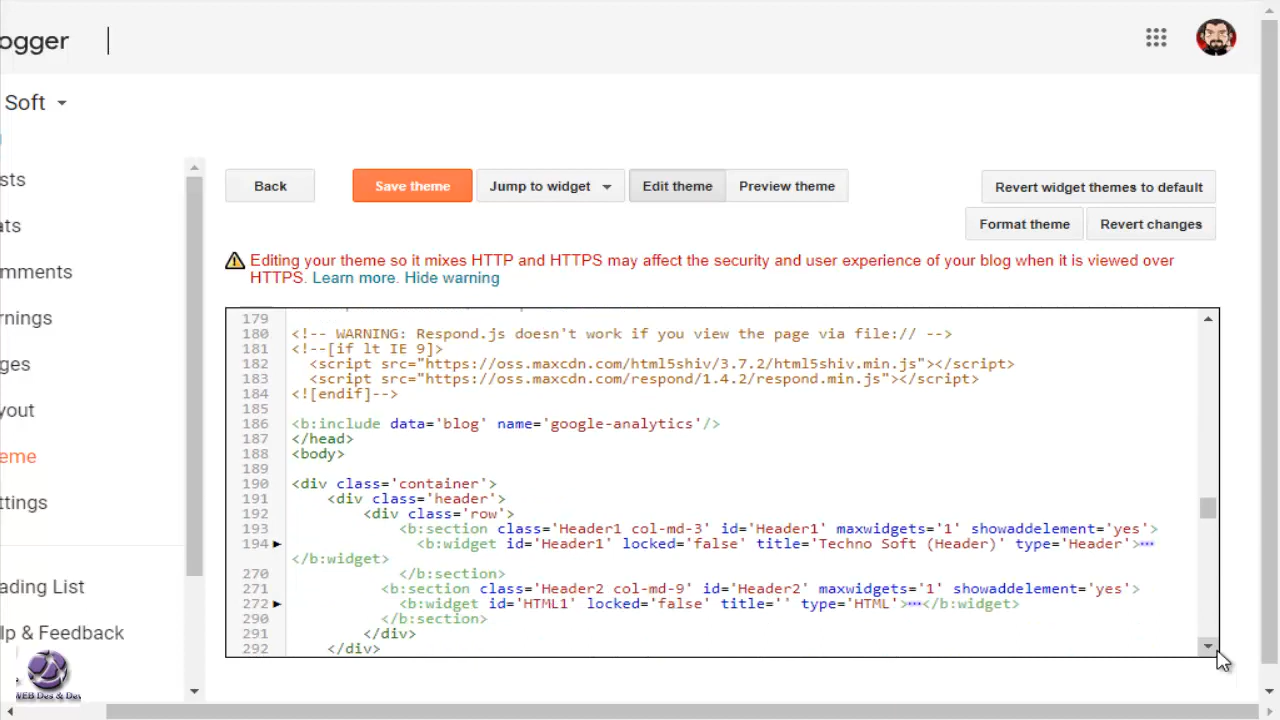 ogger
Soft
sts
ats
mments
rnings
ges
yout
eme
ttings
ading List
lp & Feedback
WEB Des & Dev
Back
Save theme
Jump to widget
Edit theme
Preview theme
Revert widget themes to default
Format theme
Revert changes
Editing your theme so it mixes HTTP and HTTPS may affect the security and user experience of your blog when it is viewed over
HTTPS. Learn more. Hide warning
179
180 <!-- WARNING: Respond.js doesn't work if you view the page via file:// -->
181 <!--[if lt IE 9]>
182 <script src="https://oss.maxcdn.com/html5shiv/3.7.2/html5shiv.min.js"></script>
183 <script src="https://oss.maxcdn.com/respond/1.4.2/respond.min.js"></script>
184 <![endif]-->
185
186 <b:include data='blog' name='google-analytics'/>
187 </head>
188 <body>
189
190 <div class='container'>
191 <div class='header'>
192 <div class='row'>
193 <b:section class='Header1 col-md-3' id='Header1' maxwidgets='1' showaddelement='yes'>
194 <b:widget id='Header1' locked='false' title='Techno Soft (Header)' type='Header'>
</b:widget>
270 </b:section>
271 <b:section class='Header2 col-md-9' id='Header2' maxwidgets='1' showaddelement='yes'>
272 <b:widget id='HTML1' locked='false' title='' type='HTML'></b:widget>
290 </b:section>
291 </div>
292 </div>